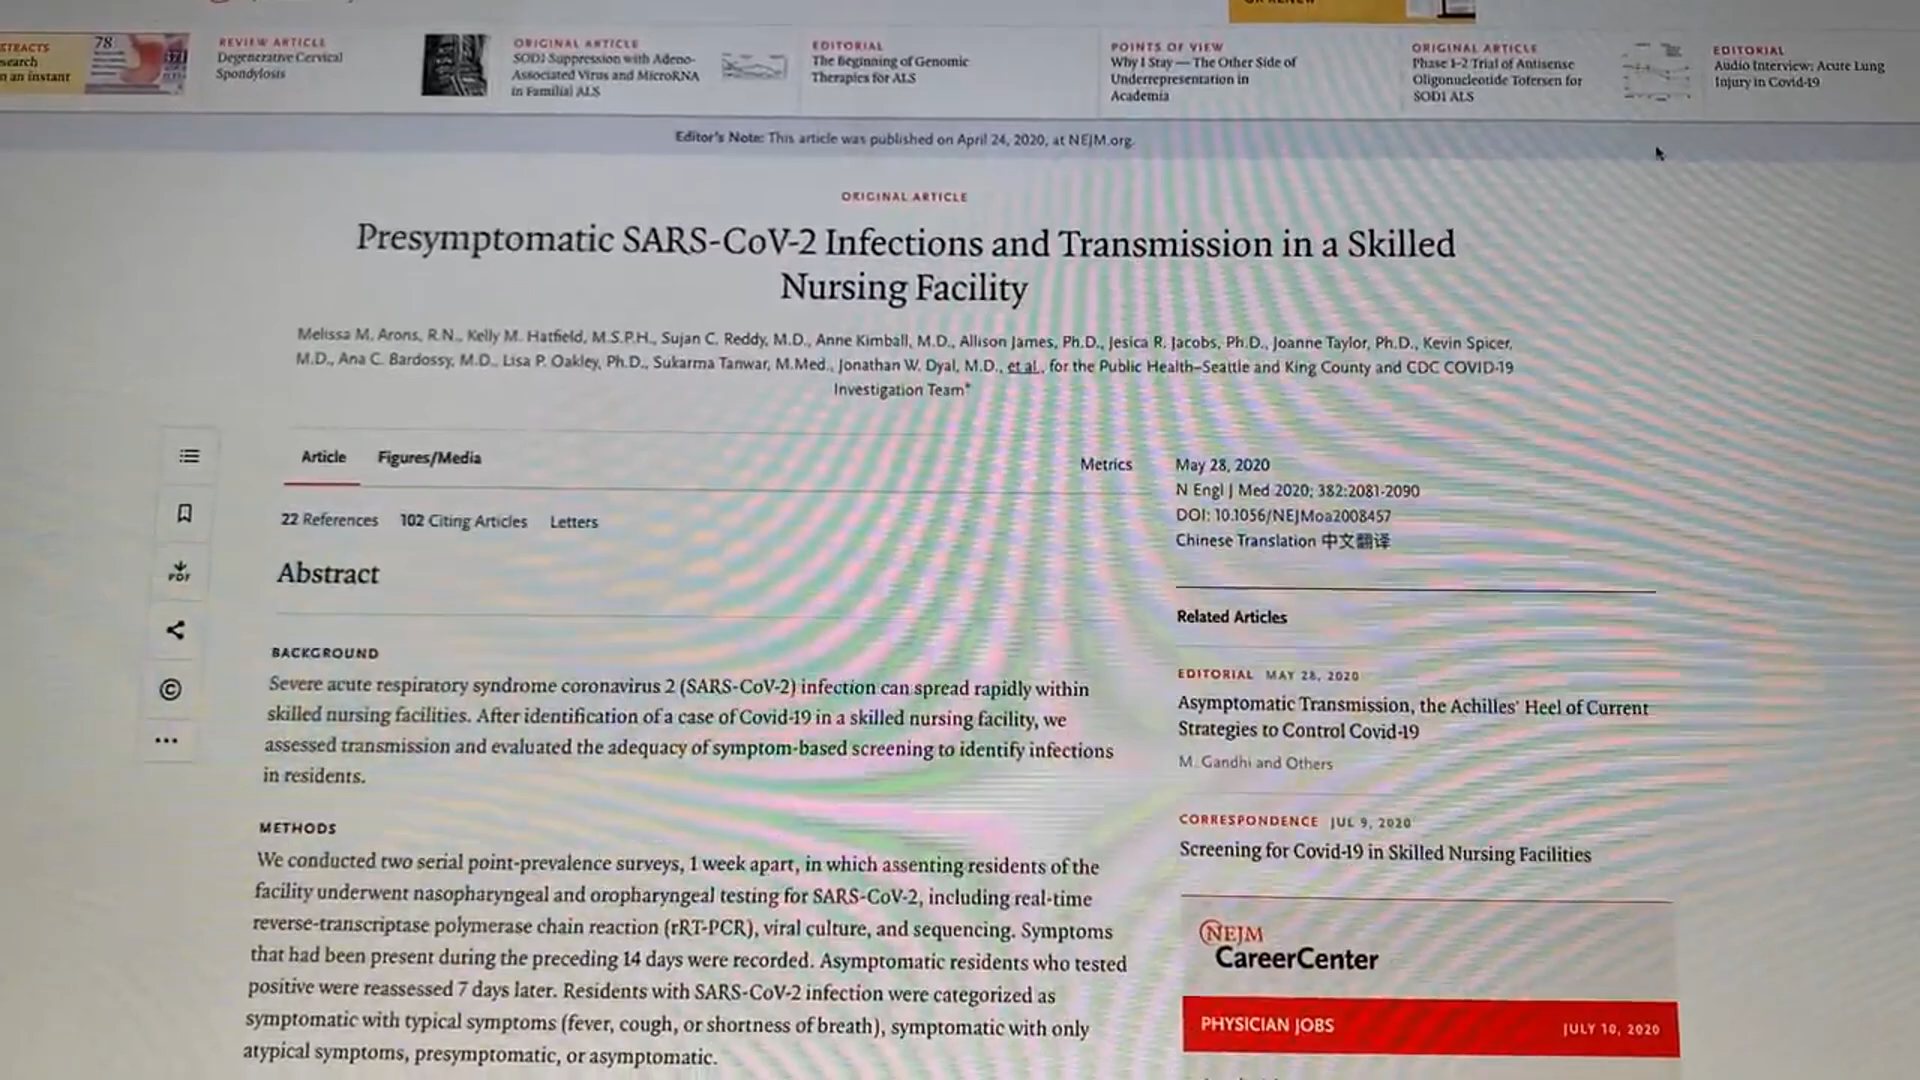 OR RENEW
STRACTS
search
n an instant
78
REVIEW ARTICLE
Degenerative Cervical
Spondylosis
ORIGINAL ARTICLE
SOD1 Suppression with Adeno-
Associated Virus and MicroRNA
in Familial ALS
EDITORIAL
The Beginning of Genomic
Therapies for ALS
POINTS OF VIEW
Why I Stay — The Other Side of
Underrepresentation in
Academia
ORIGINAL ARTICLE
Phase 1–2 Trial of Antisense
Oligonucleotide Tofersen for
SOD1 ALS
EDITORIAL
Audio Interview: Acute Lung
Injury in Covid-19
Editor's Note: This article was published on April 24, 2020, at NEJM.org.
ORIGINAL ARTICLE
Presymptomatic SARS-CoV-2 Infections and Transmission in a Skilled
Nursing Facility
Melissa M. Arons, R.N., Kelly M. Hatfield, M.S.P.H., Sujan C. Reddy, M.D., Anne Kimball, M.D., Allison James, Ph.D., Jesica R. Jacobs, Ph.D., Joanne Taylor, Ph.D., Kevin Spicer,
M.D., Ana C. Bardossy, M.D., Lisa P. Oakley, Ph.D., Sukarma Tanwar, M.Med., Jonathan W. Dyal, M.D., et al., for the Public Health–Seattle and King County and CDC COVID-19
Investigation Team*
Article Figures/Media
Metrics
22 References 102 Citing Articles Letters
PDF
Abstract
BACKGROUND
Severe acute respiratory syndrome coronavirus 2 (SARS-CoV-2) infection can spread rapidly within
skilled nursing facilities. After identification of a case of Covid-19 in a skilled nursing facility, we
assessed transmission and evaluated the adequacy of symptom-based screening to identify infections
in residents.
METHODS
We conducted two serial point-prevalence surveys, 1 week apart, in which assenting residents of the
facility underwent nasopharyngeal and oropharyngeal testing for SARS-CoV-2, including real-time
reverse-transcriptase polymerase chain reaction (rRT-PCR), viral culture, and sequencing. Symptoms
that had been present during the preceding 14 days were recorded. Asymptomatic residents who tested
positive were reassessed 7 days later. Residents with SARS-CoV-2 infection were categorized as
symptomatic with typical symptoms (fever, cough, or shortness of breath), symptomatic with only
atypical symptoms, presymptomatic, or asymptomatic.
May 28, 2020
N Engl J Med 2020; 382:2081-2090
DOI: 10.1056/NEJMoa2008457
Chinese Translation 中文翻译
Related Articles
EDITORIAL MAY 28, 2020
Asymptomatic Transmission, the Achilles' Heel of Current
Strategies to Control Covid-19
M. Gandhi and Others
CORRESPONDENCE JUL 9, 2020
Screening for Covid-19 in Skilled Nursing Facilities
NEJM
CareerCenter
PHYSICIAN JOBS JULY 10, 2020